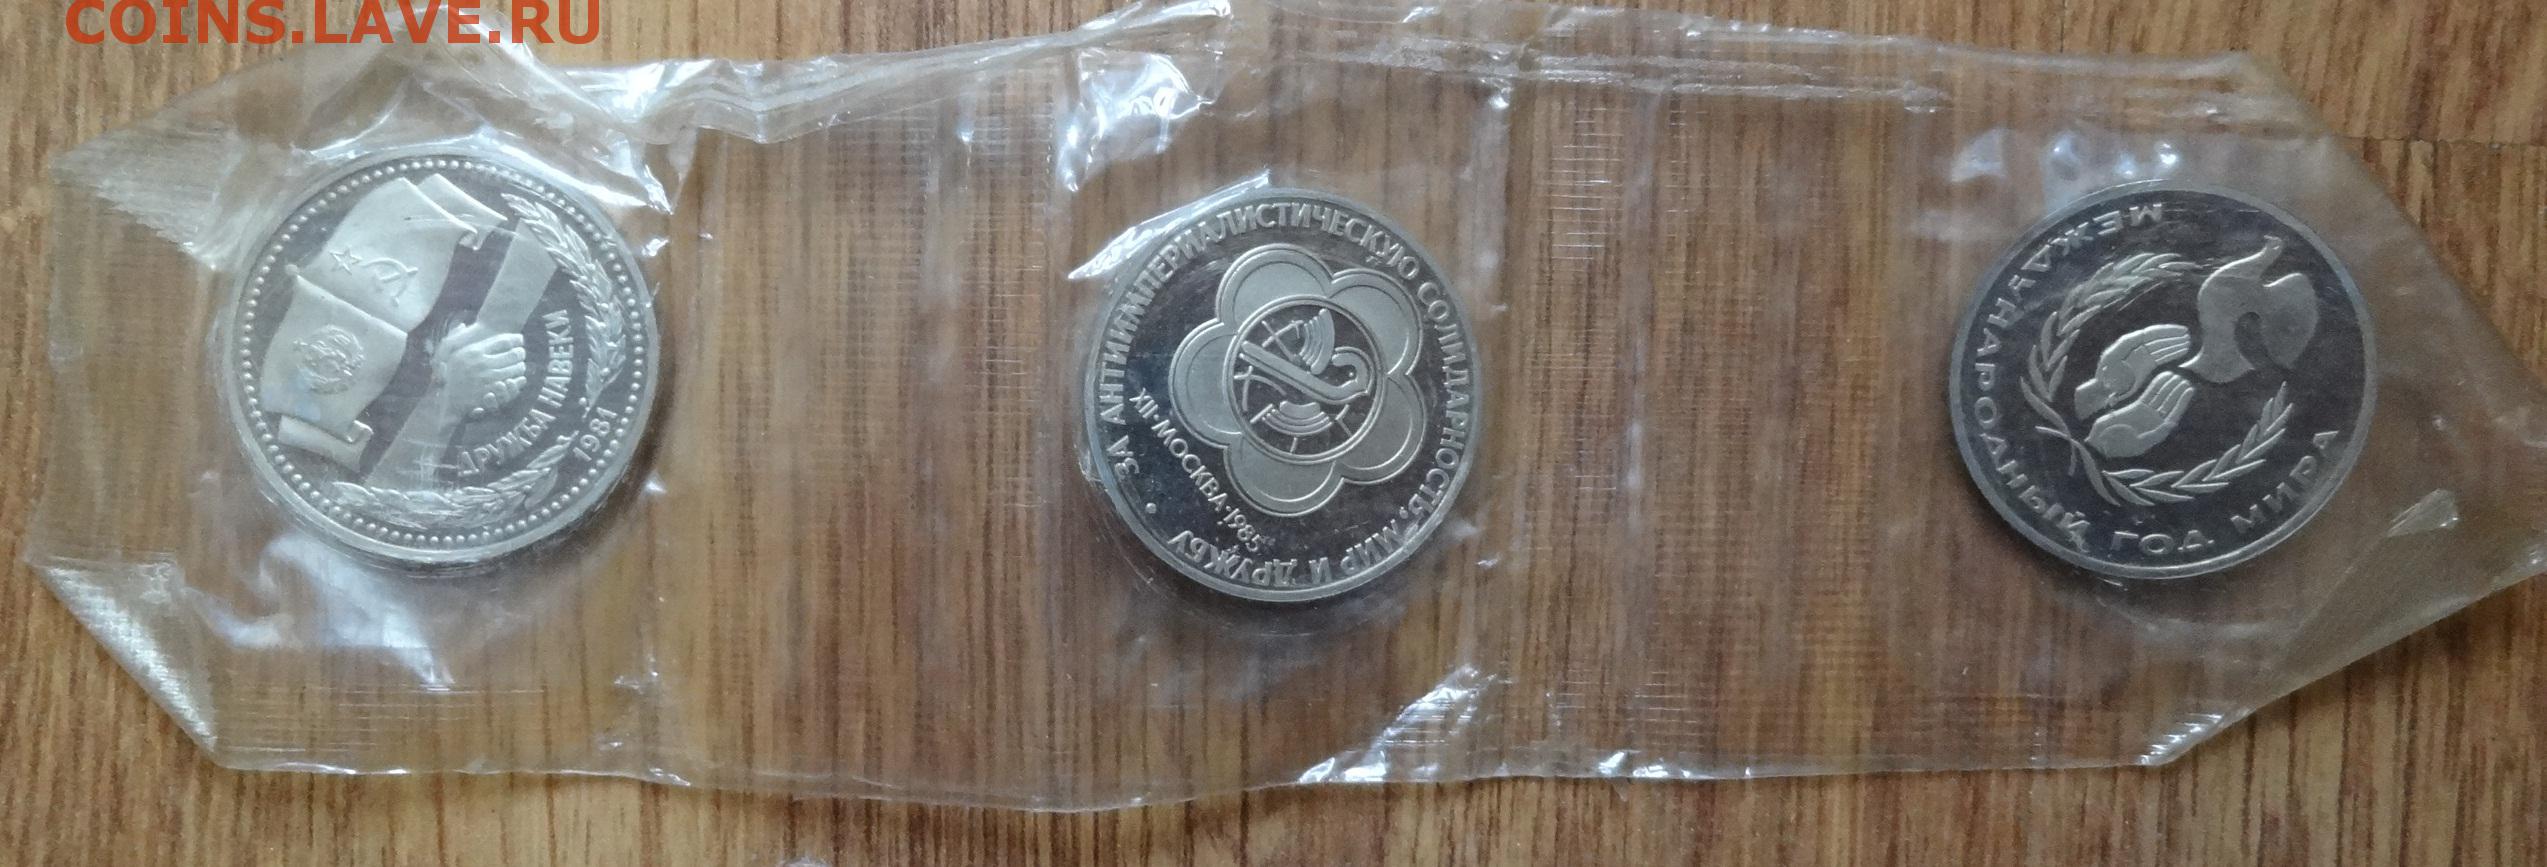 COINS.LAVE.RU
ДРУЖБА НАВЕКИ
1981
ЗА АНТИИМПЕРИАЛИСТИЧЕСКУЮ СОЛИДАРНОСТЬ, МИР И ДРУЖБУ
XII·МОСКВА·1985
МЕЖДУНАРОДНЫЙ ГОД МИРА